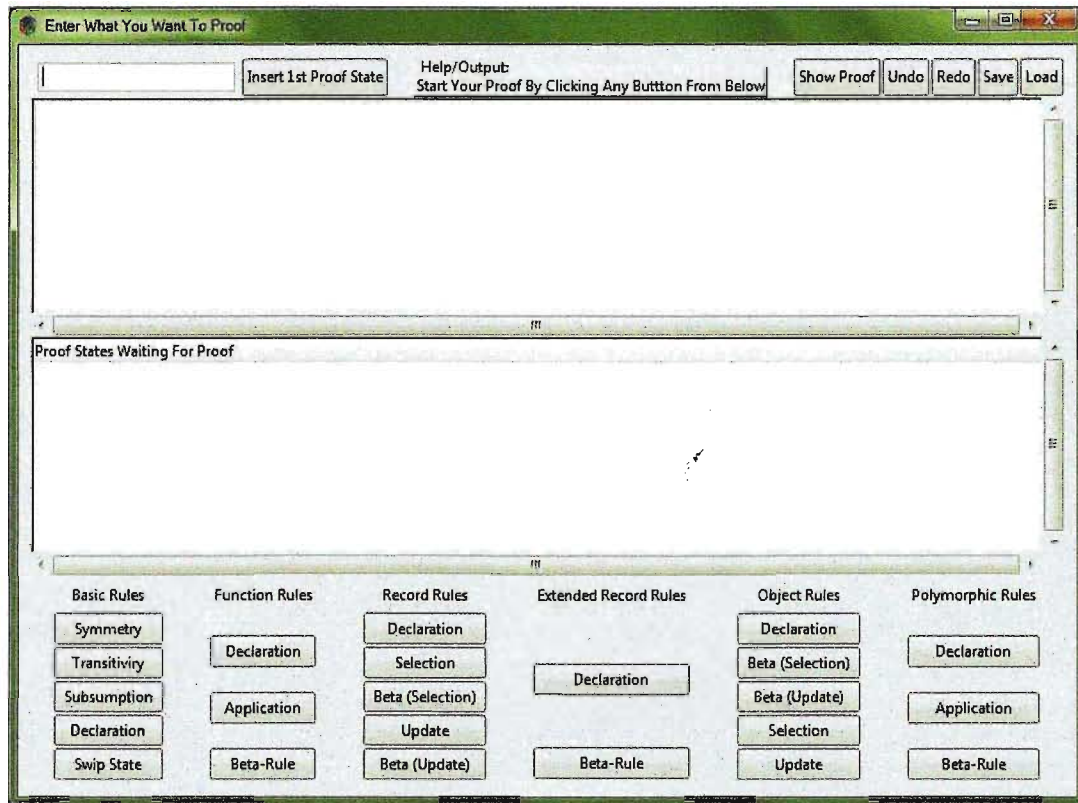 Enter What You Want To Proof
Insert 1st Proof State
Help/Output:
Start Your Proof By Clicking Any Buttton From Below
Show Proof
Undo
Redo
Save
Load
Proof States Waiting For Proof
Basic Rules
Symmetry
Transitiviry
Subsumption
Declaration
Swip State
Function Rules
Declaration
Application
Beta-Rule
Record Rules
Declaration
Selection
Beta (Selection)
Update
Beta (Update)
Extended Record Rules
Declaration
Beta-Rule
Object Rules
Declaration
Beta (Selection)
Beta (Update)
Selection
Update
Polymorphic Rules
Declaration
Application
Beta-Rule